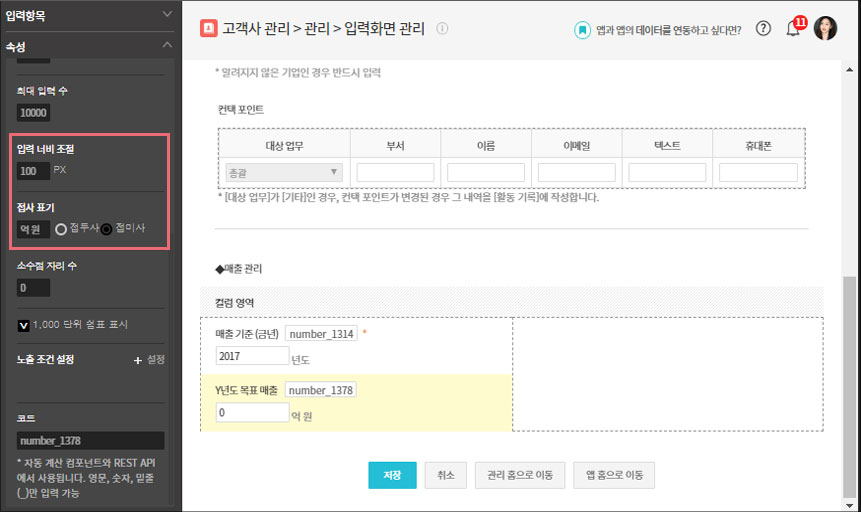 입력항목
속성
최대 입력 수
10000
입력 너비 조절
100 PX
접사 표기
억 원 접두사 접미사
소수점 자리 수
0
1,000 단위 쉼표 표시
노출 조건 설정 + 설정
코드
number_1378
* 자동 계산 컴포넌트와 REST API
에서 사용됩니다. 영문, 숫자, 밑줄
(_)만 입력 가능
고객사 관리 > 관리 > 입력화면 관리
앱과 앱의 데이터를 연동하고 싶다면?
11
* 알려지지 않은 기업인 경우 반드시 입력
컨택 포인트
대상 업무 부서 이름 이메일 텍스트 휴대폰
총괄
* [대상 업무]가 [기타]인 경우, 컨택 포인트가 변경된 경우 그 내역을 [활동 기록]에 작성합니다.
◆매출 관리
컬럼 영역
매출 기준 (금년) number_1314 *
2017 년도
Y년도 목표 매출 number_1378
0 억 원
저장 취소 관리 홈으로 이동 앱 홈으로 이동